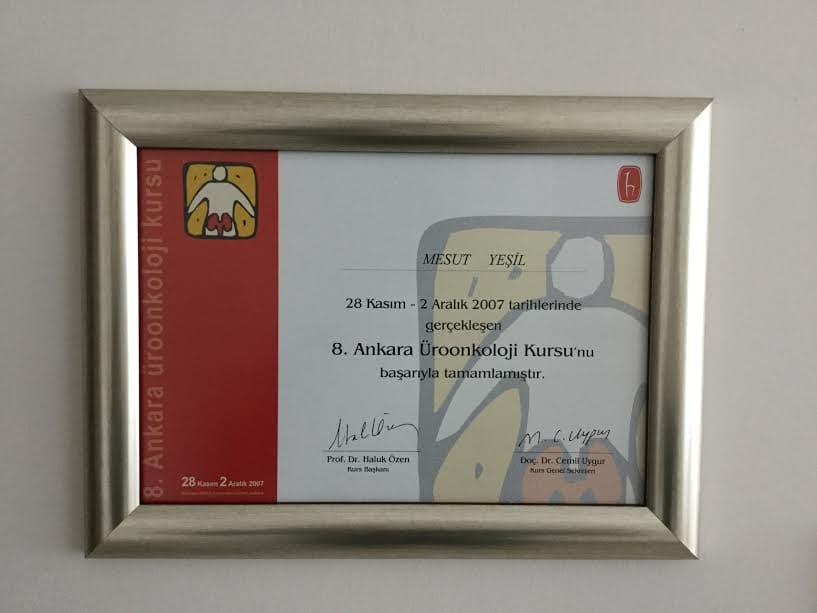 8. Ankara üroonkoloji kursu
28 Kasım 2 Aralık 2007
h
MESUT YEŞİL
28 Kasım - 2 Aralık 2007 tarihlerinde
gerçekleşen
8. Ankara Üroonkoloji Kursu'nu
başarıyla tamamlamıştır.
Prof. Dr. Haluk Özen
Kurs Başkanı
M. C. Uygur
Doç. Dr. Cemil Uygur
Kurs Genel Sekreteri